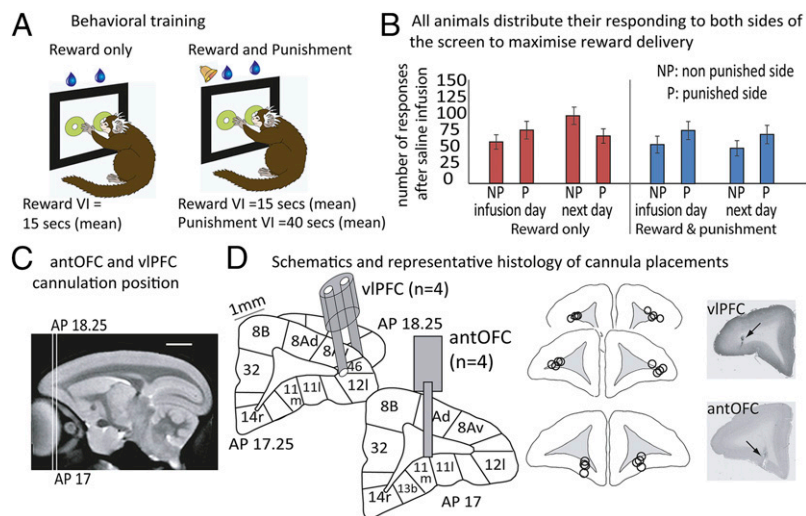 A
Behavioral training
Reward only
Reward and Punishment
Reward VI =
15 secs (mean)
Reward VI =15 secs (mean)
Punishment VI =40 secs (mean)
B
All animals distribute their responding to both sides of
the screen to maximise reward delivery
number of responses
after saline infusion
150
125
100
75
50
25
0
NP: non punished side
P: punished side
NP P NP P NP P NP P
infusion day next day infusion day next day
Reward only Reward & punishment
C
antOFC and vlPFC
cannulation position
AP 18.25
AP 17
D
Schematics and representative histology of cannula placements
1mm
vlPFC (n=4)
8B
8Ad
8Av
46
32
11
m
11l
12l
14r
AP 17.25
AP 18.25
antOFC
(n=4)
8B
Ad
8Av
32
11
m
11l
12l
14r
13b
AP 17
vlPFC
antOFC